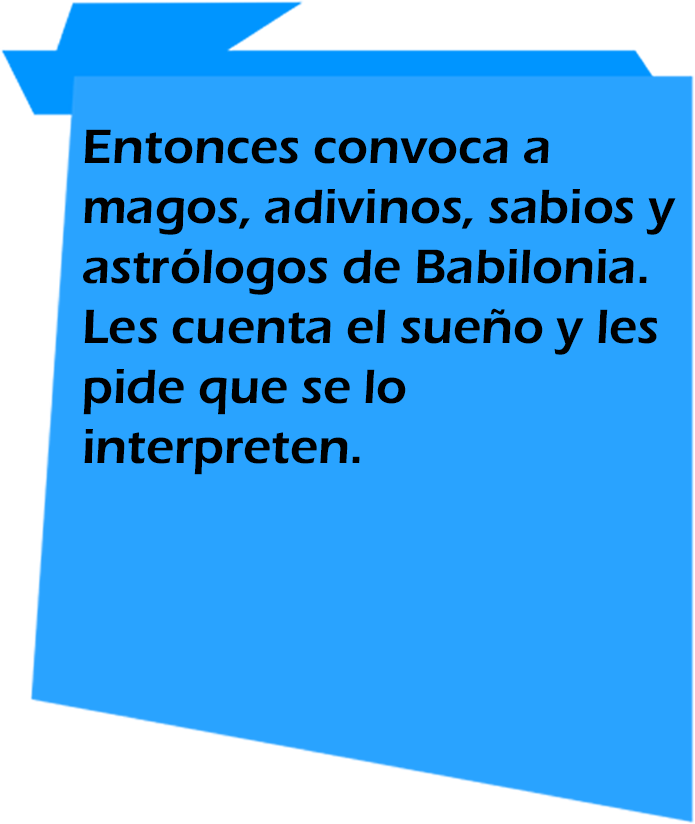 Entonces convoca a
magos, adivinos, sabios y
astrólogos de Babilonia.
Les cuenta el sueño y les
pide que se lo
interpreten.